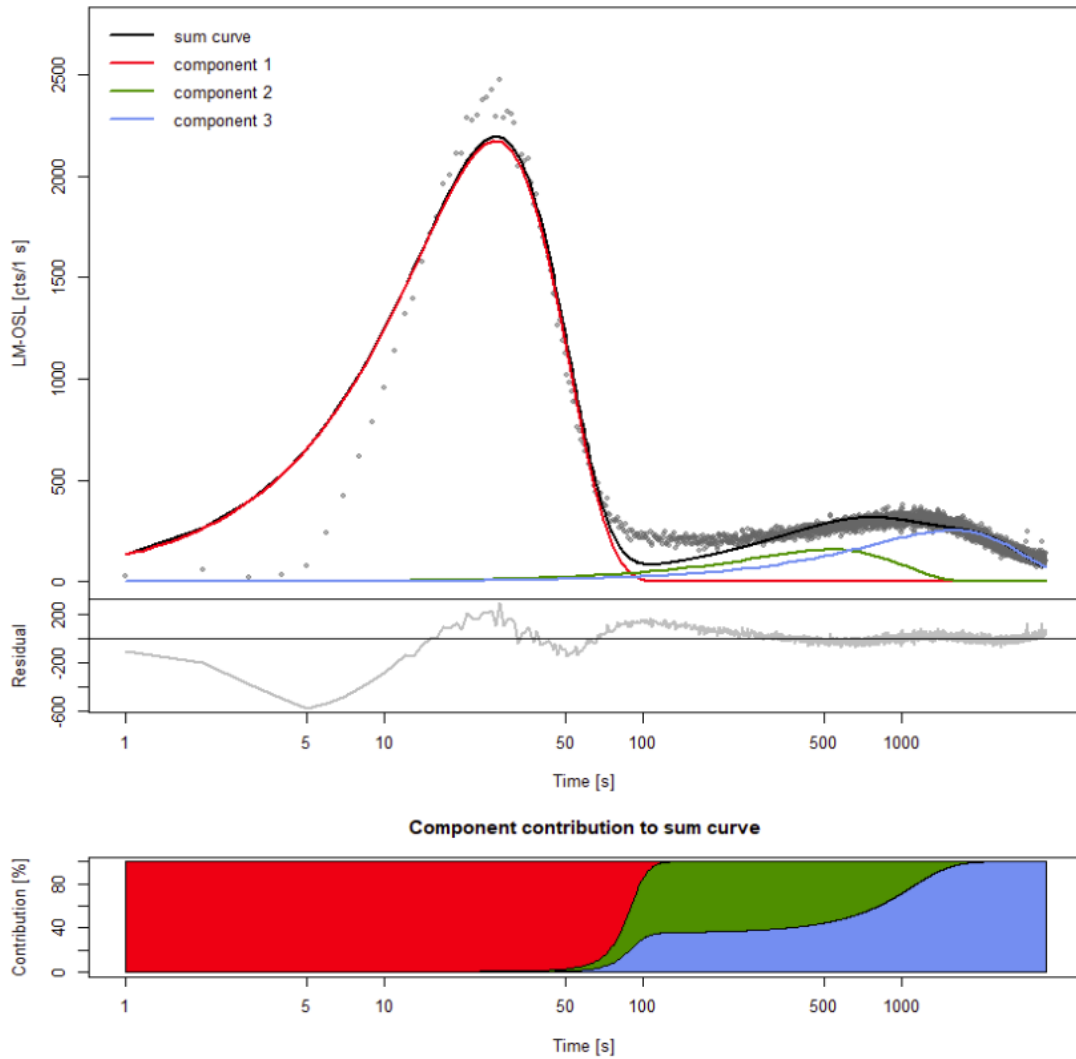 sum curve
component 1
component 2
component 3
LM-OSL [cts/1 s]
2500
2000
1500
1000
500
0
Residual
200
-200
-600
1 5 10 50 100 500 1000
Time [s]
Component contribution to sum curve
Contribution [%]
80
40
0
1 5 10 50 100 500 1000
Time [s]